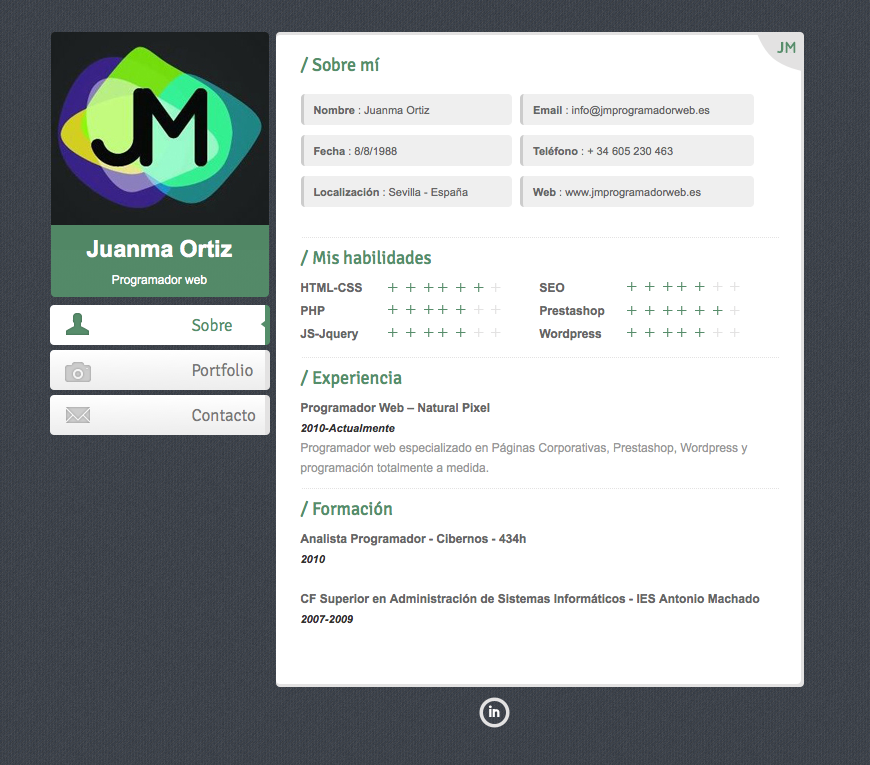 JM
Juanma Ortiz
Programador web
Sobre
Portfolio
Contacto
JM
/ Sobre mí
Nombre : Juanma Ortiz
Email : info@jmprogramadorweb.es
Fecha : 8/8/1988
Teléfono : + 34 605 230 463
Localización : Sevilla - España
Web : www.jmprogramadorweb.es
/ Mis habilidades
HTML-CSS + + + + + + +
SEO + + + + + + +
PHP + + + + + + +
Prestashop + + + + + + +
JS-Jquery + + + + + + +
Wordpress + + + + + + +
/ Experiencia
Programador Web – Natural Pixel
2010-Actualmente
Programador web especializado en Páginas Corporativas, Prestashop, Wordpress y
programación totalmente a medida.
/ Formación
Analista Programador - Cibernos - 434h
2010
CF Superior en Administración de Sistemas Informáticos - IES Antonio Machado
2007-2009
in